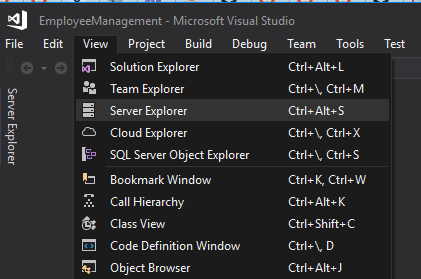 EmployeeManagement - Microsoft Visual Studio
File Edit View Project Build Debug Team Tools Test
Server Explorer
Solution Explorer Ctrl+Alt+L
Team Explorer Ctrl+\, Ctrl+M
Server Explorer Ctrl+Alt+S
Cloud Explorer Ctrl+\, Ctrl+X
SQL Server Object Explorer Ctrl+\, Ctrl+S
Bookmark Window Ctrl+K, Ctrl+W
Call Hierarchy Ctrl+Alt+K
Class View Ctrl+Shift+C
Code Definition Window Ctrl+\, D
Object Browser Ctrl+Alt+J